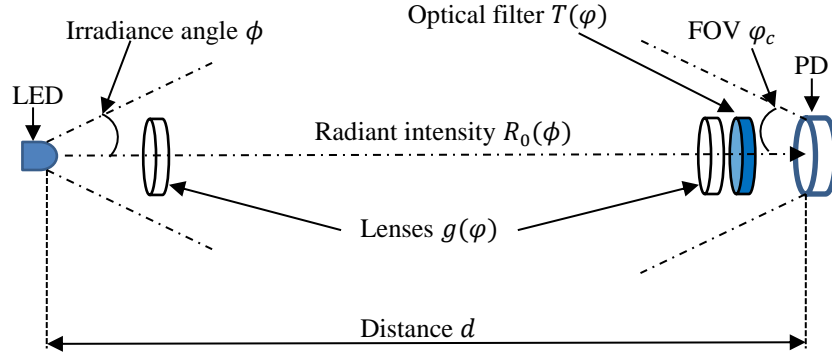 Optical filter 𝑇(𝜑)
Irradiance angle 𝜙
FOV 𝜑𝑐
PD
LED
Radiant intensity 𝑅0(𝜙)
Lenses 𝑔(𝜑)
Distance 𝑑